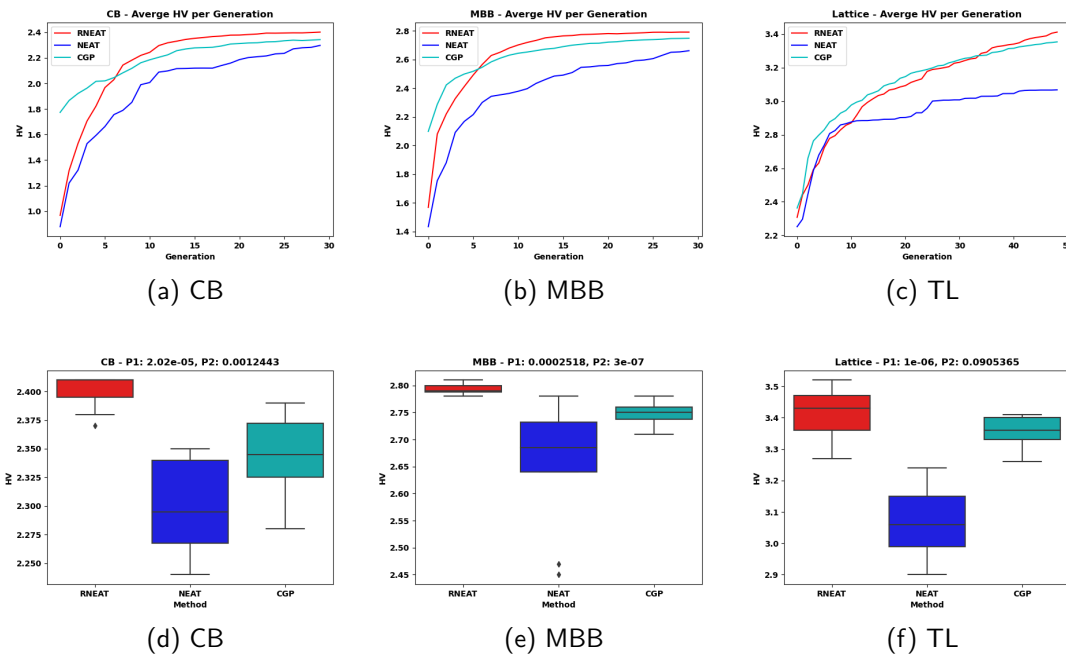 CB - Averge HV per Generation
RNEAT
NEAT
CGP
2.4
2.2
2.0
1.8
1.6
1.4
1.2
1.0
HV
0 5 10 15 20 25 30
Generation
(a) CB
MBB - Averge HV per Generation
RNEAT
NEAT
CGP
2.8
2.6
2.4
2.2
2.0
1.8
1.6
1.4
HV
0 5 10 15 20 25 30
Generation
(b) MBB
Lattice - Averge HV per Generation
RNEAT
NEAT
CGP
3.4
3.2
3.0
2.8
2.6
2.4
2.2
HV
0 10 20 30 40
Generation
(c) TL
CB - P1: 2.02e-05, P2: 0.0012443
2.400
2.375
2.350
2.325
2.300
2.275
2.250
HV
RNEAT NEAT CGP
Method
(d) CB
MBB - P1: 0.0002518, P2: 3e-07
2.80
2.75
2.70
2.65
2.60
2.55
2.50
2.45
HV
RNEAT NEAT CGP
Method
(e) MBB
Lattice - P1: 1e-06, P2: 0.0905365
3.5
3.4
3.3
3.2
3.1
3.0
2.9
HV
RNEAT NEAT CGP
Method
(f) TL